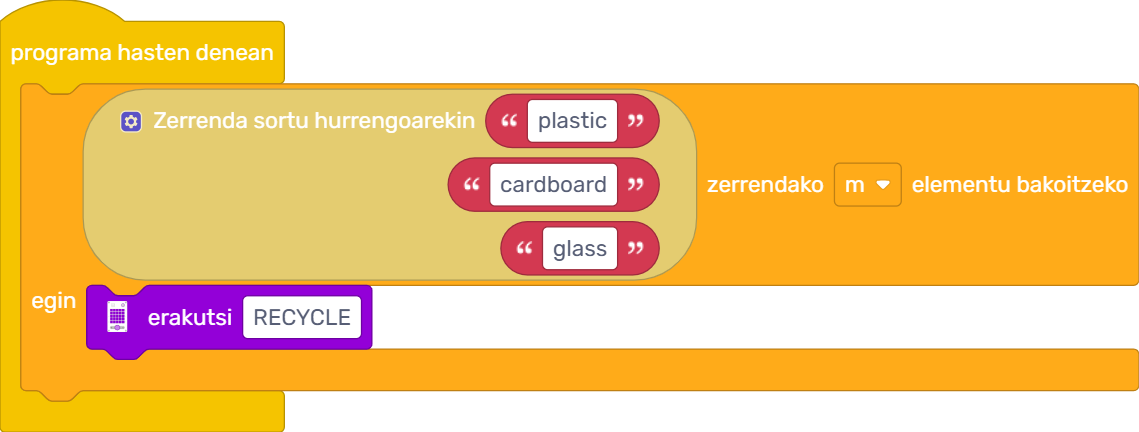 programa hasten denean
Zerrenda sortu hurrengoarekin “ plastic ”
“ cardboard ” zerrendako m elementu bakoitzeko
“ glass ”
egin erakutsi RECYCLE